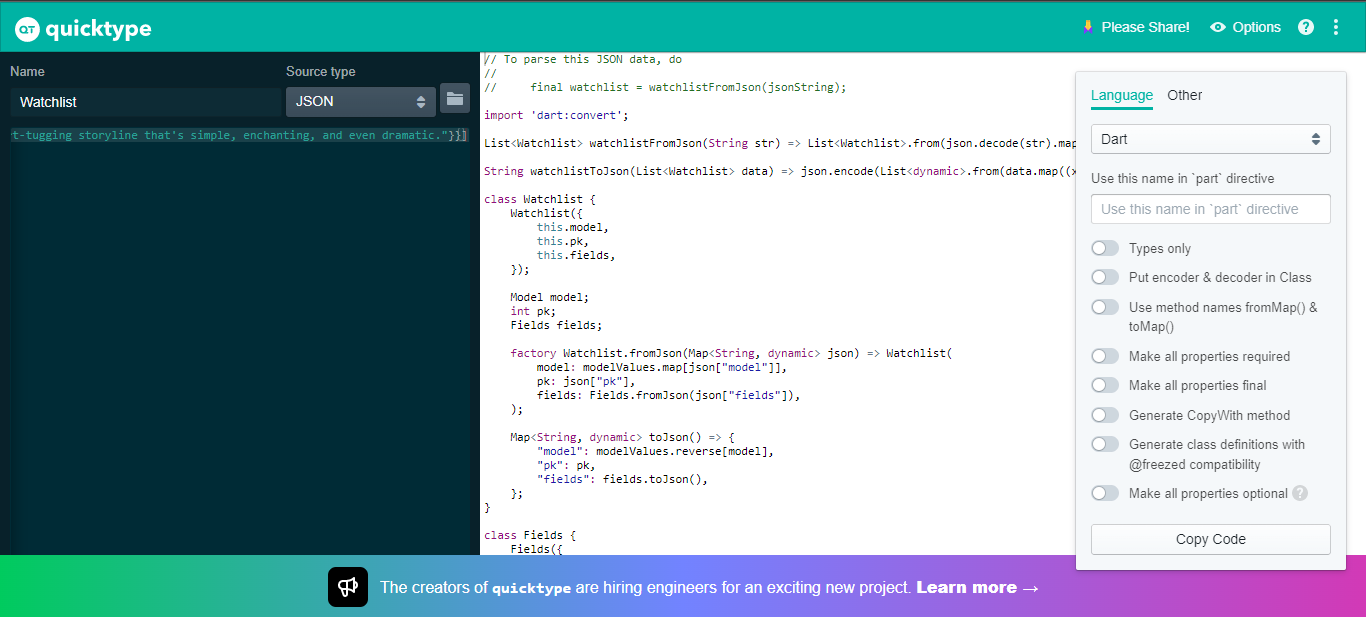 QT quicktype
Please Share!
Options
?
Name
Source type
Watchlist
JSON
t-tugging storyline that's simple, enchanting, and even dramatic."}}]
// To parse this JSON data, do
//
//     final watchlist = watchlistFromJson(jsonString);
import 'dart:convert';
List<Watchlist> watchlistFromJson(String str) => List<Watchlist>.from(json.decode(str).map
String watchlistToJson(List<Watchlist> data) => json.encode(List<dynamic>.from(data.map((x
class Watchlist {
    Watchlist({
        this.model,
        this.pk,
        this.fields,
    });
    Model model;
    int pk;
    Fields fields;
    factory Watchlist.fromJson(Map<String, dynamic> json) => Watchlist(
        model: modelValues.map[json["model"]],
        pk: json["pk"],
        fields: Fields.fromJson(json["fields"]),
    );
    Map<String, dynamic> toJson() => {
        "model": modelValues.reverse[model],
        "pk": pk,
        "fields": fields.toJson(),
    };
}
class Fields {
    Fields({
Language
Other
Dart
Use this name in `part` directive
Use this name in `part` directive
Types only
Put encoder & decoder in Class
Use method names fromMap() &
toMap()
Make all properties required
Make all properties final
Generate CopyWith method
Generate class definitions with
@freezed compatibility
Make all properties optional ?
Copy Code
The creators of quicktype are hiring engineers for an exciting new project. Learn more →